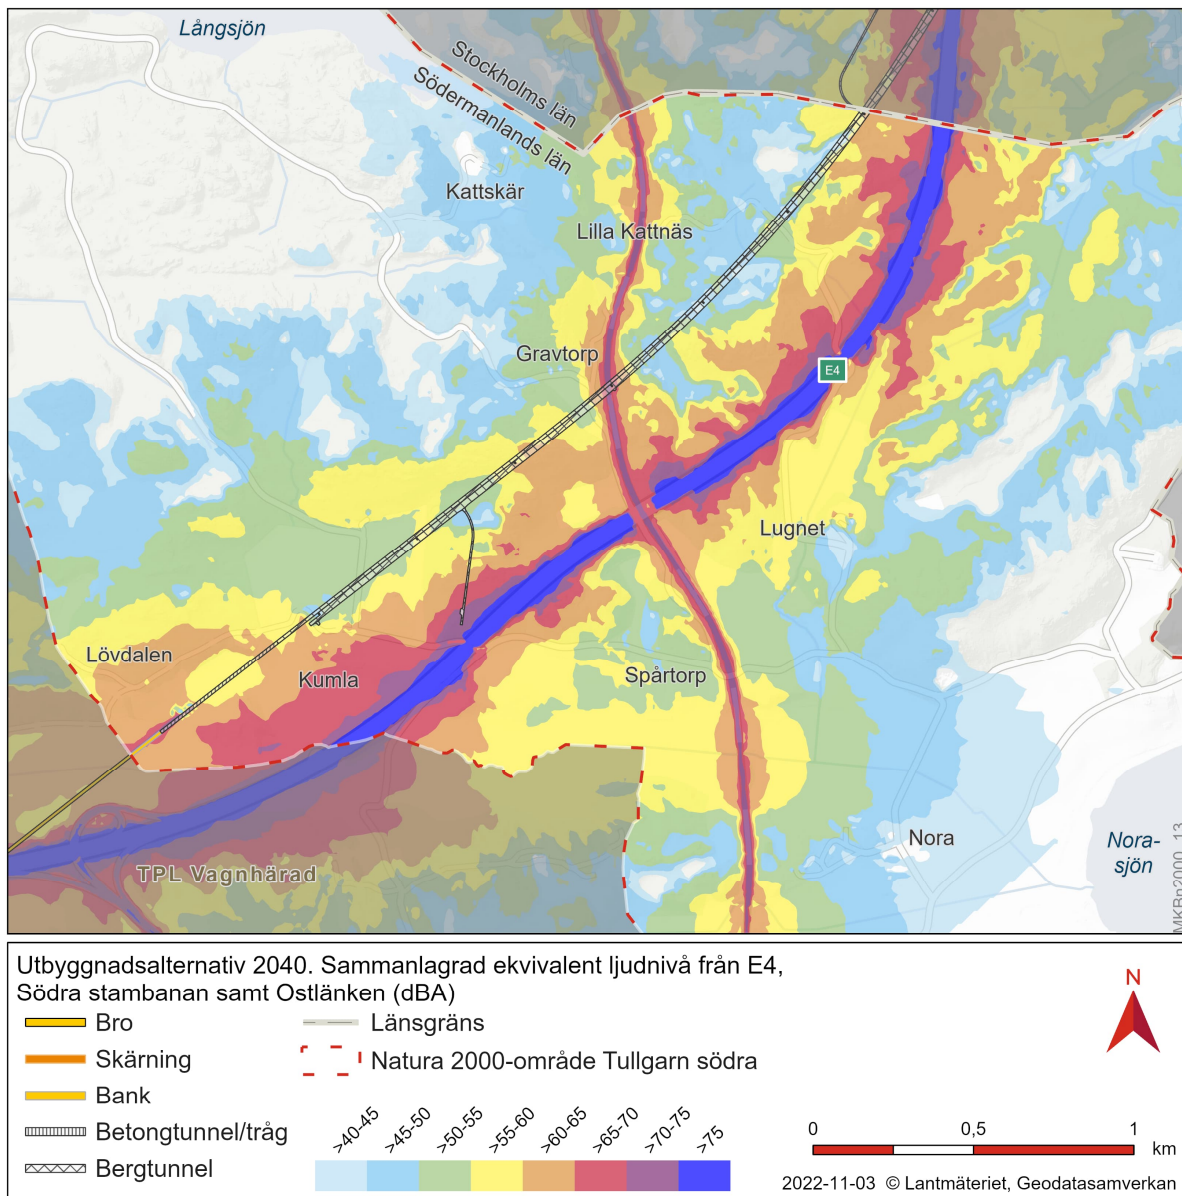 Långsjön
Stockholms län
Södermanlands län
Kattskär
Lilla Kattnäs
Gravtorp
E4
Lugnet
Lövdalen
Kumla
Spårtorp
Nora
Nora-
sjön
TPL Vagnhärad
MKBn2000_13
Utbyggnadsalternativ 2040. Sammanlagrad ekvivalent ljudnivå från E4,
Södra stambanan samt Ostlänken (dBA)
Bro
Skärning
Bank
Betongtunnel/tråg
Bergtunnel
Länsgräns
Natura 2000-område Tullgarn södra
>40-45
>45-50
>50-55
>55-60
>60-65
>65-70
>70-75
>75
N
0 0,5 1
km
2022-11-03 © Lantmäteriet, Geodatasamverkan